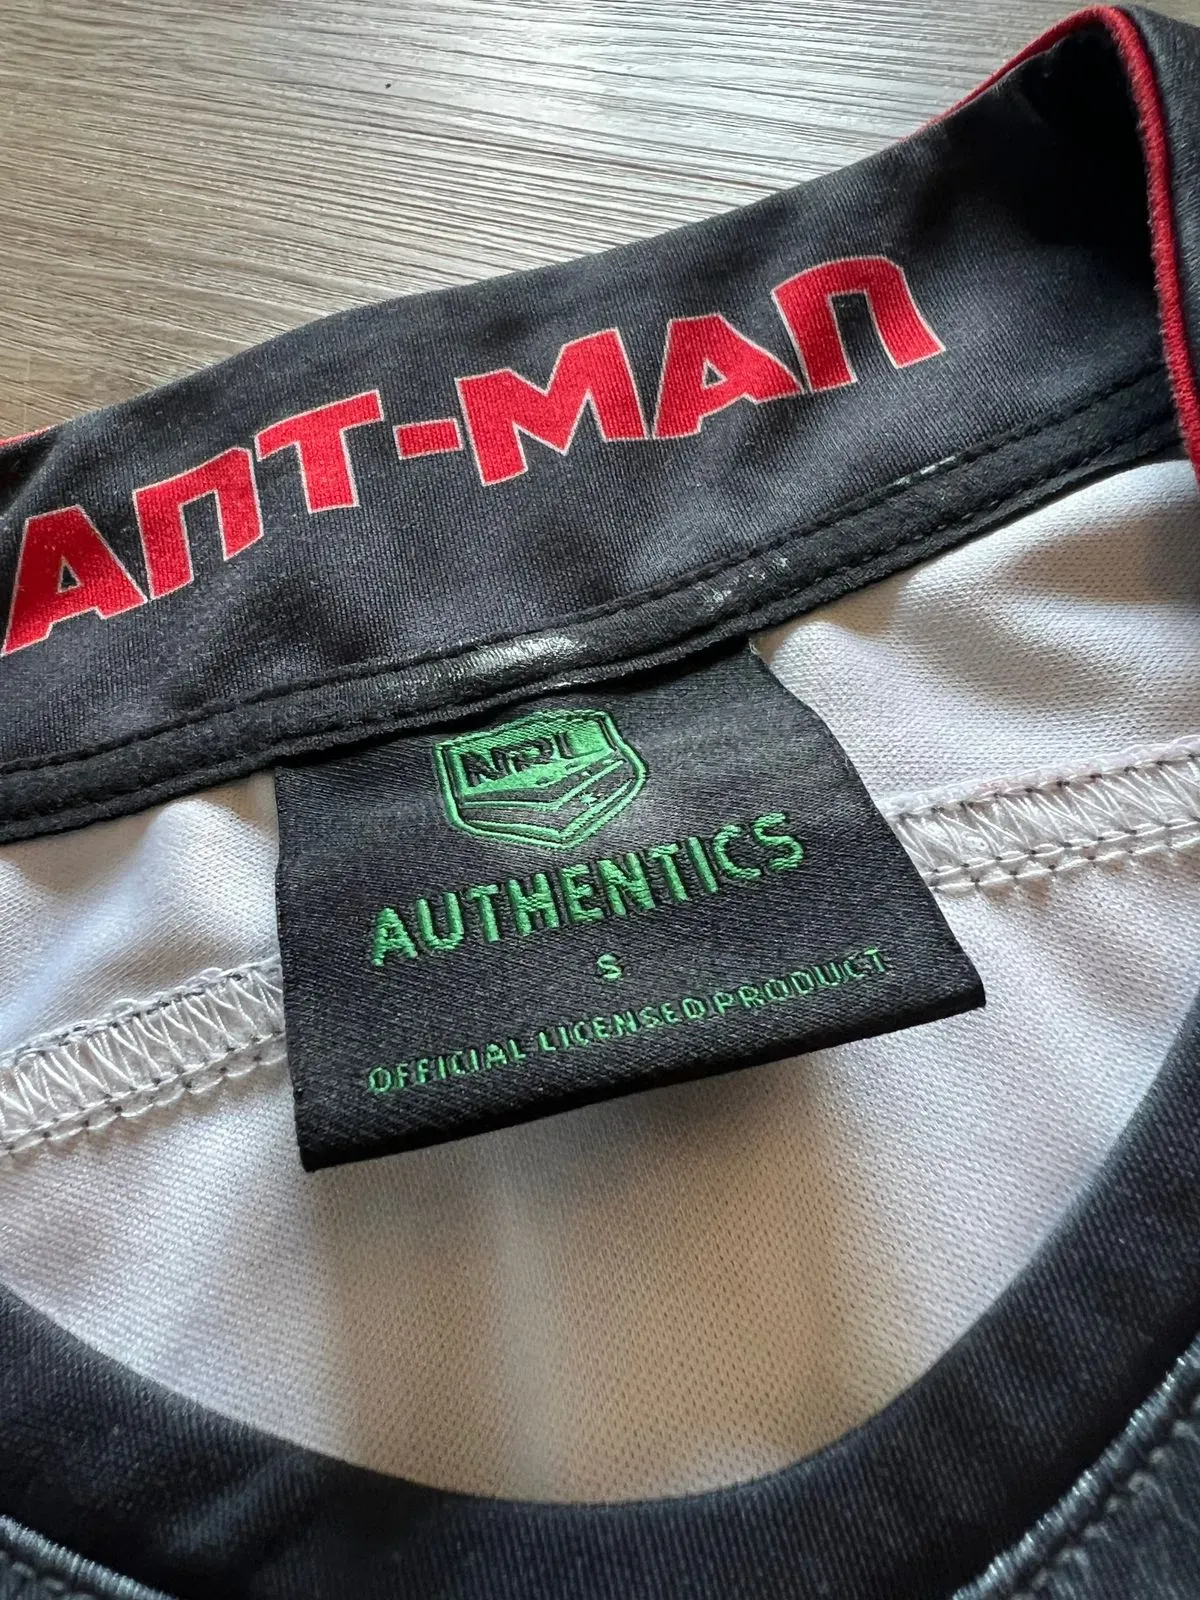 ANT-MAN
NRL
AUTHENTICS
S
OFFICIAL LICENSED PRODUCT